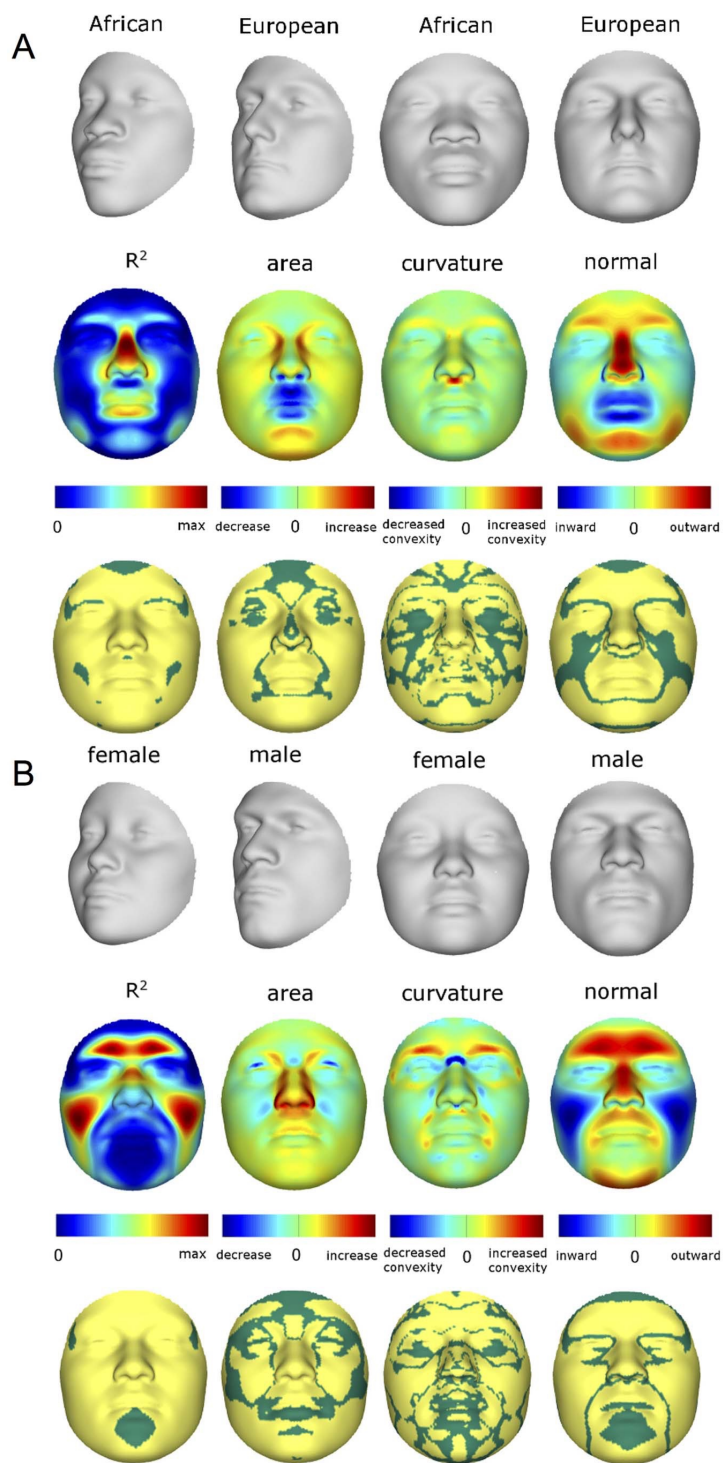 A
African European African European
R² area curvature normal
0 max decrease 0 increase decreased convexity 0 increased convexity inward 0 outward
B
female male female male
R² area curvature normal
0 max decrease 0 increase decreased convexity 0 increased convexity inward 0 outward